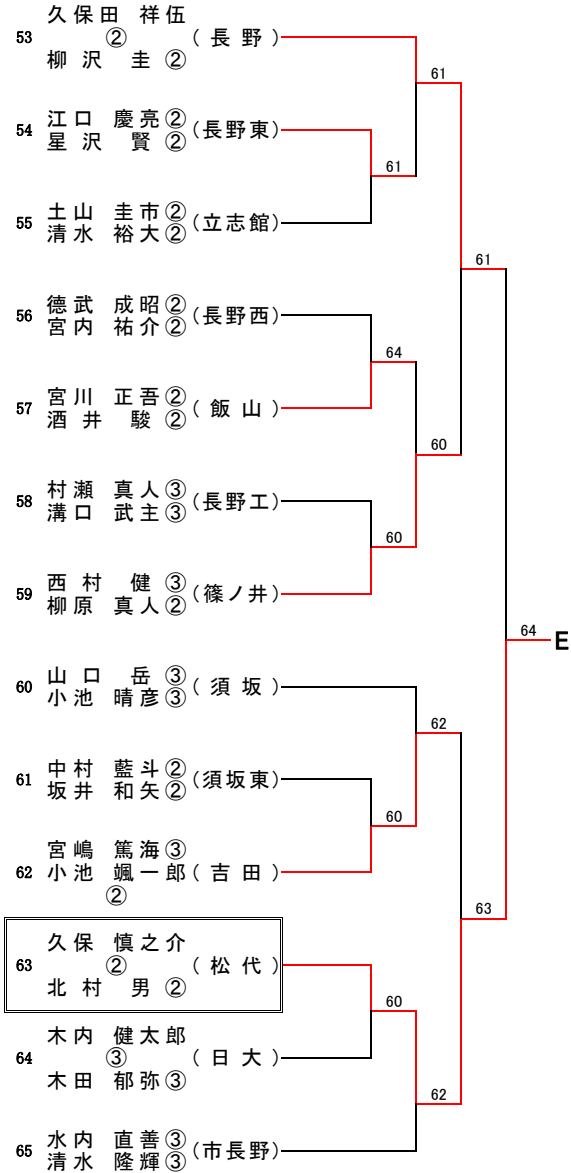 久保田 祥伍
53 ② (長野)
柳沢 圭②
61
江口 慶亮②
54 (長野東)
星沢 賢②
61
土山 圭市②
55 (立志館)
清水 裕大②
61
德武 成昭②
56 (長野西)
宮内 祐介②
64
宮川 正吾②
57 (飯山)
酒井 駿②
60
村瀬 真人③
58 (長野工)
溝口 武主③
60
西村 健③
59 (篠ノ井)
柳原 真人②
64 E
山口 岳③
60 (須坂)
小池 晴彦③
62
中村 藍斗②
61 (須坂東)
坂井 和矢②
60
宮嶋 篤海③
62 小池 颯一郎 (吉田)
②
63
久保 慎之介
63 ② (松代)
北村 男②
60
木内 健太郎
64 ③ (日大)
木田 郁弥③
62
水内 直善③
65 (市長野)
清水 隆輝③